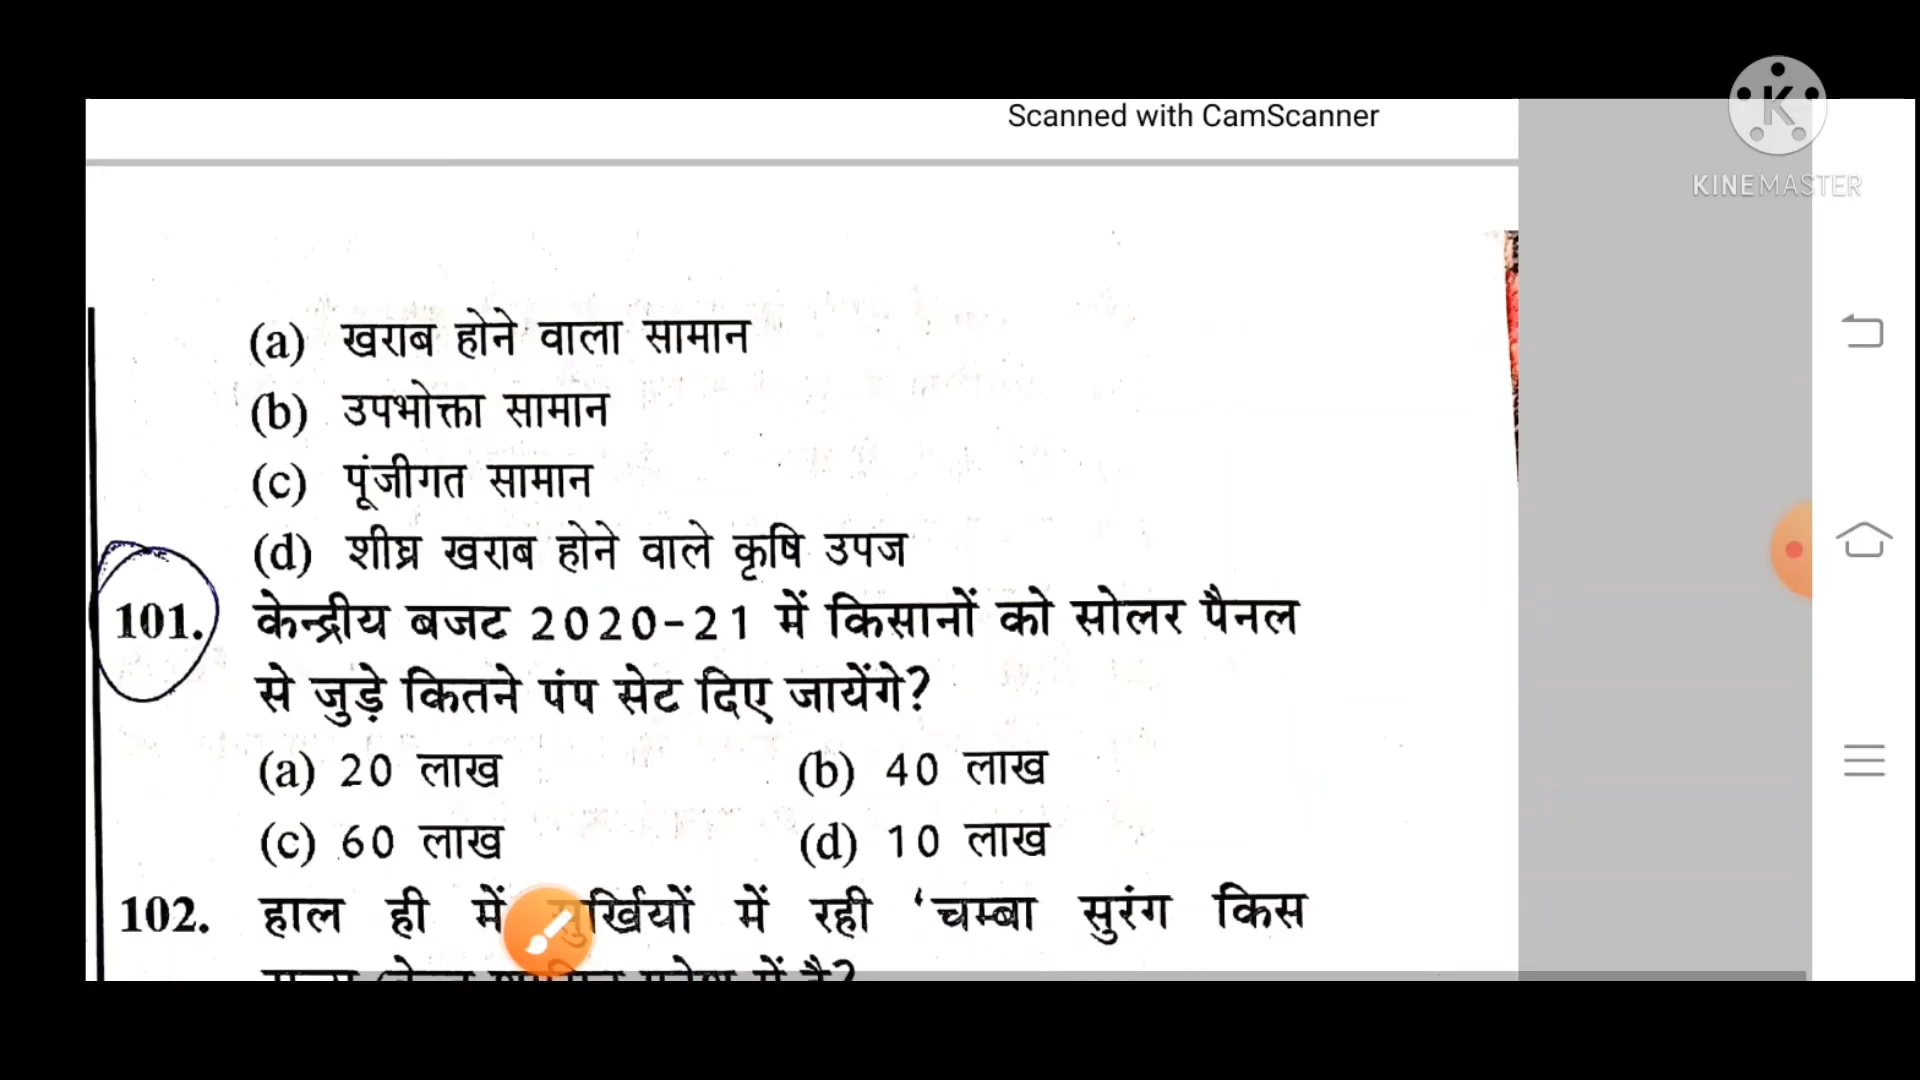 Scanned with CamScanner
K
KINEMASTER
(a) खराब होने वाला सामान
(b) उपभोक्ता सामान
(c) पूंजीगत सामान
(d) शीघ्र खराब होने वाले कृषि उपज
101. केन्द्रीय बजट 2020-21 में किसानों को सोलर पैनल
से जुड़े कितने पंप सेट दिए जायेंगे?
(a) 20 लाख (b) 40 लाख
(c) 60 लाख (d) 10 लाख
102. हाल ही में सुर्खियों में रही ‘चम्बा सुरंग किस
में है?